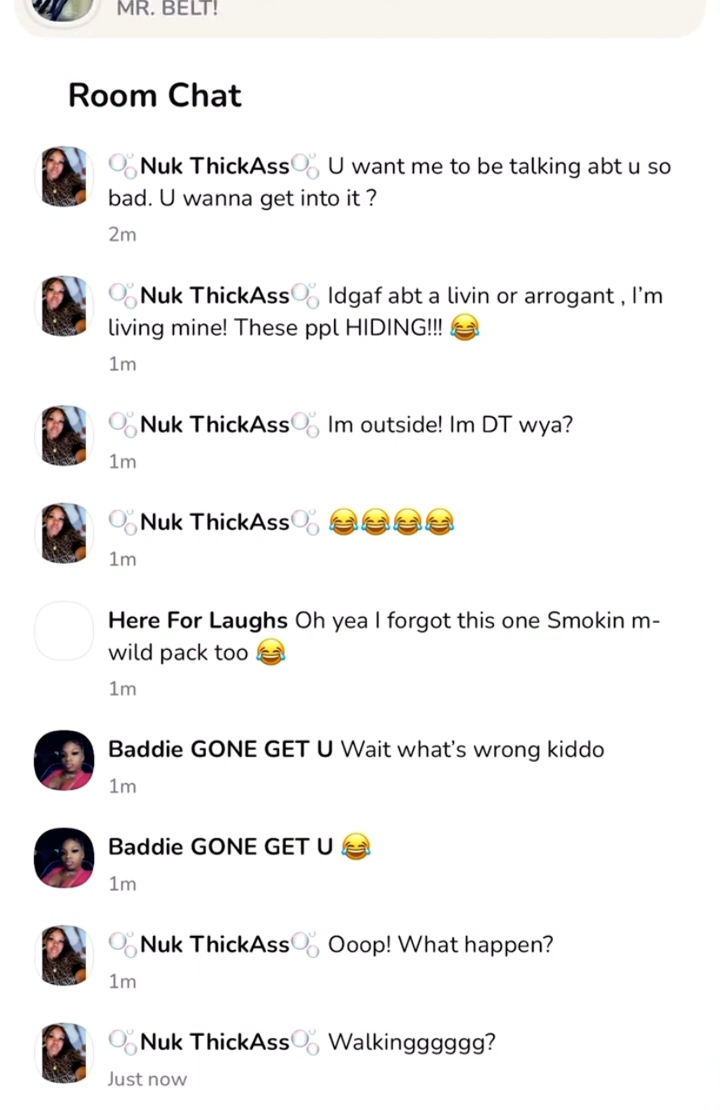 MR. BELT!
Room Chat
🫧Nuk ThickAss🫧 U want me to be talking abt u so
bad. U wanna get into it ?
2m
🫧Nuk ThickAss🫧 Idgaf abt a livin or arrogant , I'm
living mine! These ppl HIDING!!! 😂
1m
🫧Nuk ThickAss🫧 Im outside! Im DT wya?
1m
🫧Nuk ThickAss🫧 😂😂😂😂
1m
Here For Laughs Oh yea I forgot this one Smokin m-
wild pack too 😂
1m
Baddie GONE GET U Wait what's wrong kiddo
1m
Baddie GONE GET U 😂
1m
🫧Nuk ThickAss🫧 Ooop! What happen?
1m
🫧Nuk ThickAss🫧 Walkingggggg?
Just now